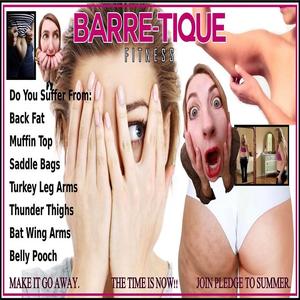 BARRE-TIQUE
FITNESS
Do You Suffer From:
Back Fat
Muffin Top
Saddle Bags
Turkey Leg Arms
Thunder Thighs
Bat Wing Arms
Belly Pooch
MAKE IT GO AWAY. THE TIME IS NOW!! JOIN PLEDGE TO SUMMER.